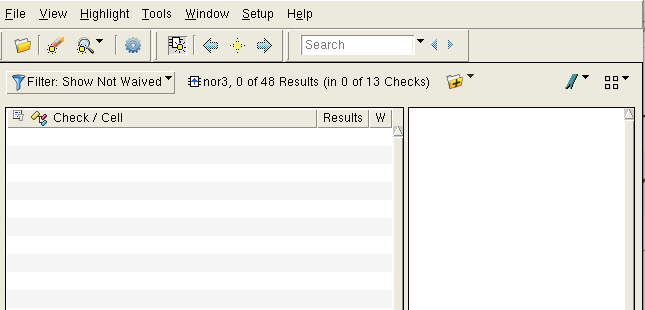 File View Highlight Tools Window Setup Help
Search
Filter: Show Not Waived nor3, 0 of 48 Results (in 0 of 13 Checks)
Check / Cell Results W